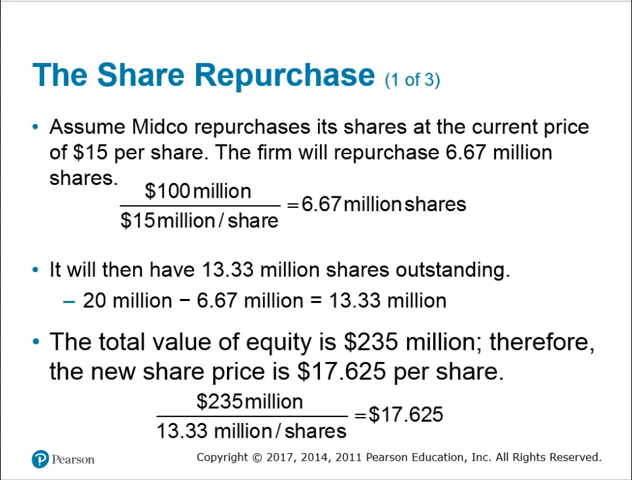 The Share Repurchase (1 of 3)
• Assume Midco repurchases its shares at the current price
of $15 per share. The firm will repurchase 6.67 million
shares.
$100 million
$15 million / share
= 6.67 million shares
• It will then have 13.33 million shares outstanding.
– 20 million − 6.67 million = 13.33 million
• The total value of equity is $235 million; therefore,
the new share price is $17.625 per share.
$235 million
13.33 million / shares
= $17.625
P Pearson
Copyright © 2017, 2014, 2011 Pearson Education, Inc. All Rights Reserved.